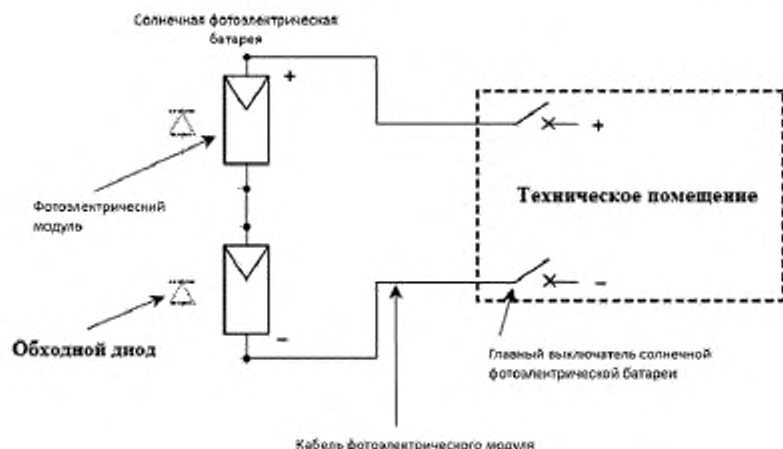 Солнечная фотоэлектрическая
батарея
+
+
Техническое помещение
Фотоэлектрический
модуль
–
–
Обходной диод
Главный выключатель солнечной
фотоэлектрической батареи
Кабель фотоэлектрического модуля